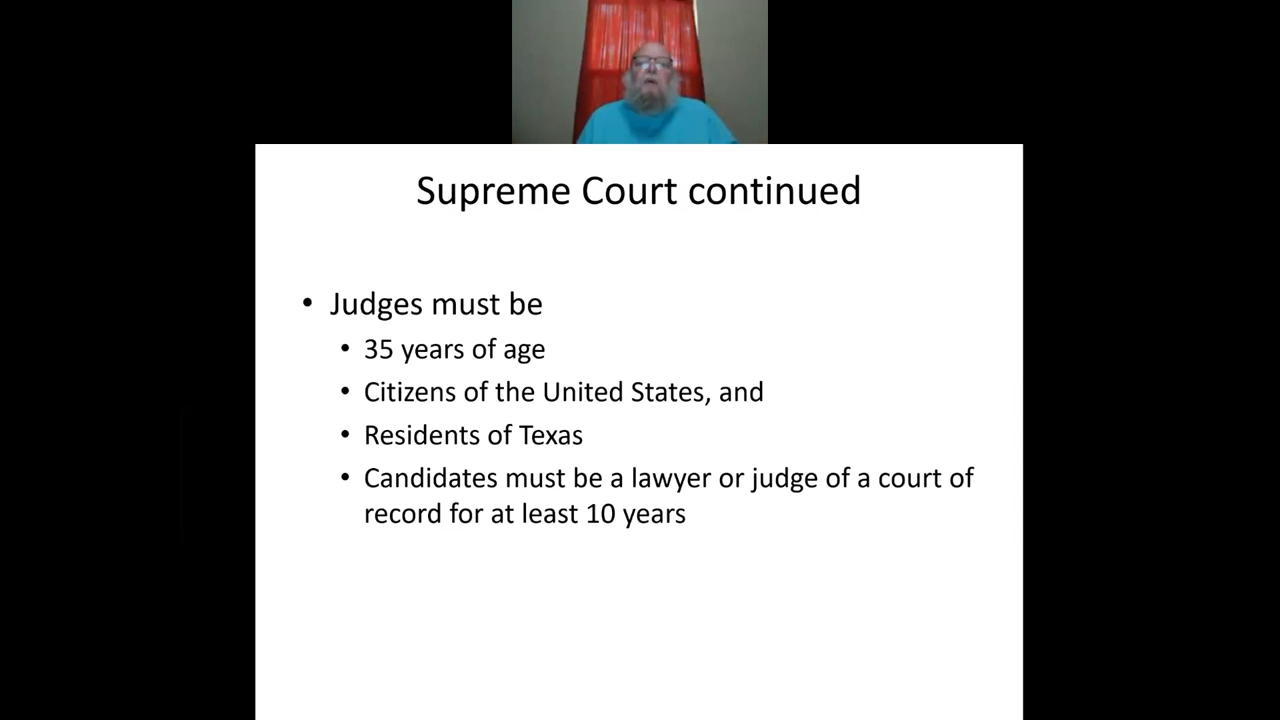 Supreme Court continued
• Judges must be
• 35 years of age
• Citizens of the United States, and
• Residents of Texas
• Candidates must be a lawyer or judge of a court of
record for at least 10 years